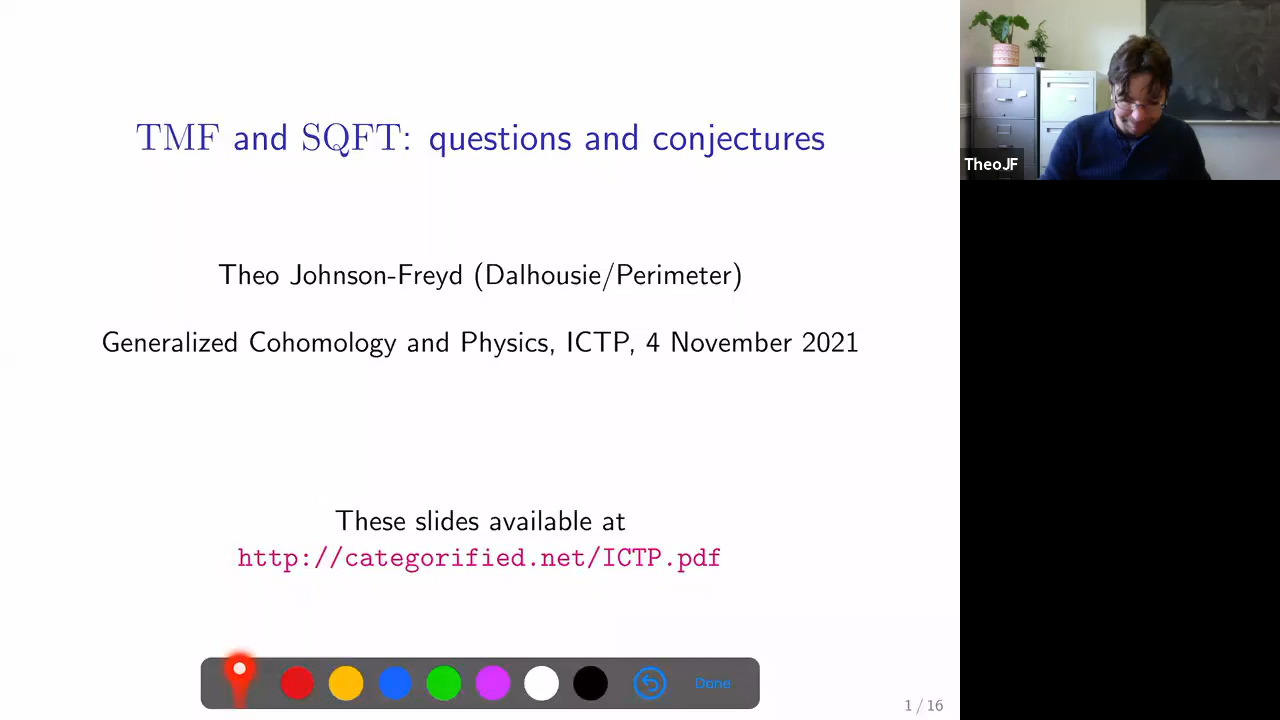 TMF and SQFT: questions and conjectures
Theo Johnson-Freyd (Dalhousie/Perimeter)
Generalized Cohomology and Physics, ICTP, 4 November 2021
These slides available at
http://categorified.net/ICTP.pdf
Done
1 / 16
TheoJF